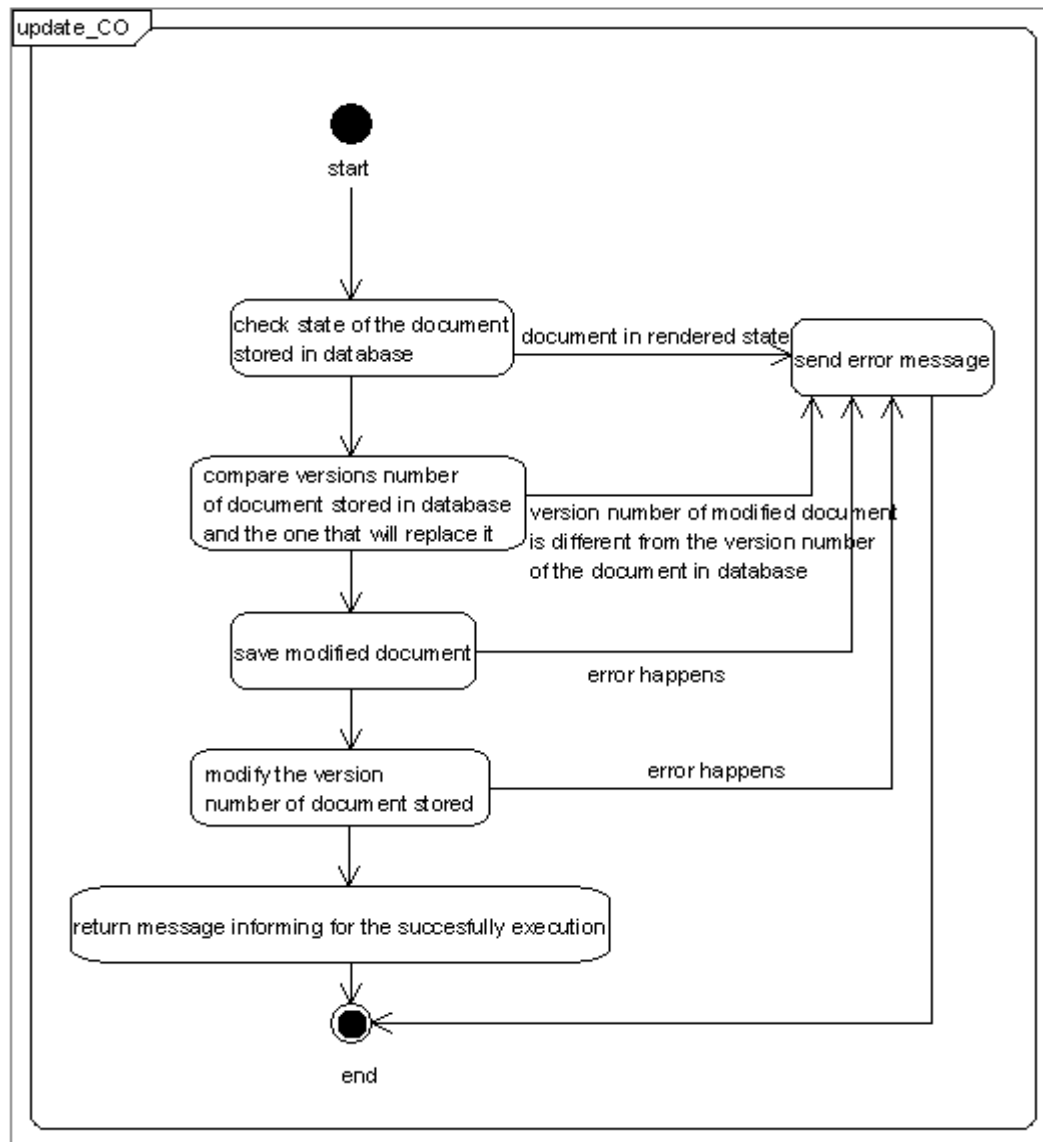 update_CO
start
check state of the document
stored in database
document in rendered state
send error message
compare versions number
of document stored in database
and the one that will replace it
version number of modified document
is different from the version number
of the document in database
save modified document
error happens
modify the version
number of document stored
error happens
return message informing for the succesfully execution
end